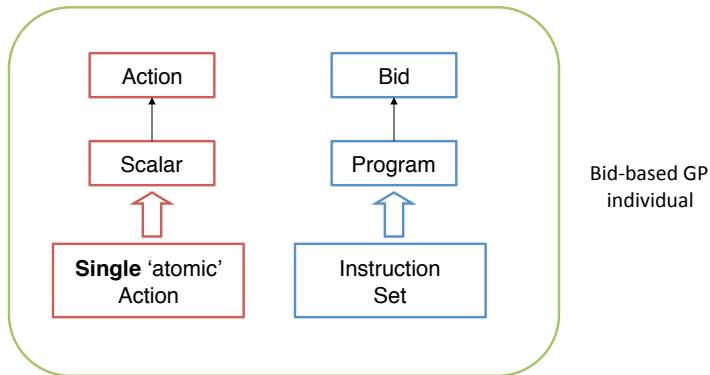 Action
Bid
Scalar
Program
Bid-based GP
individual
Single 'atomic'
Action
Instruction
Set